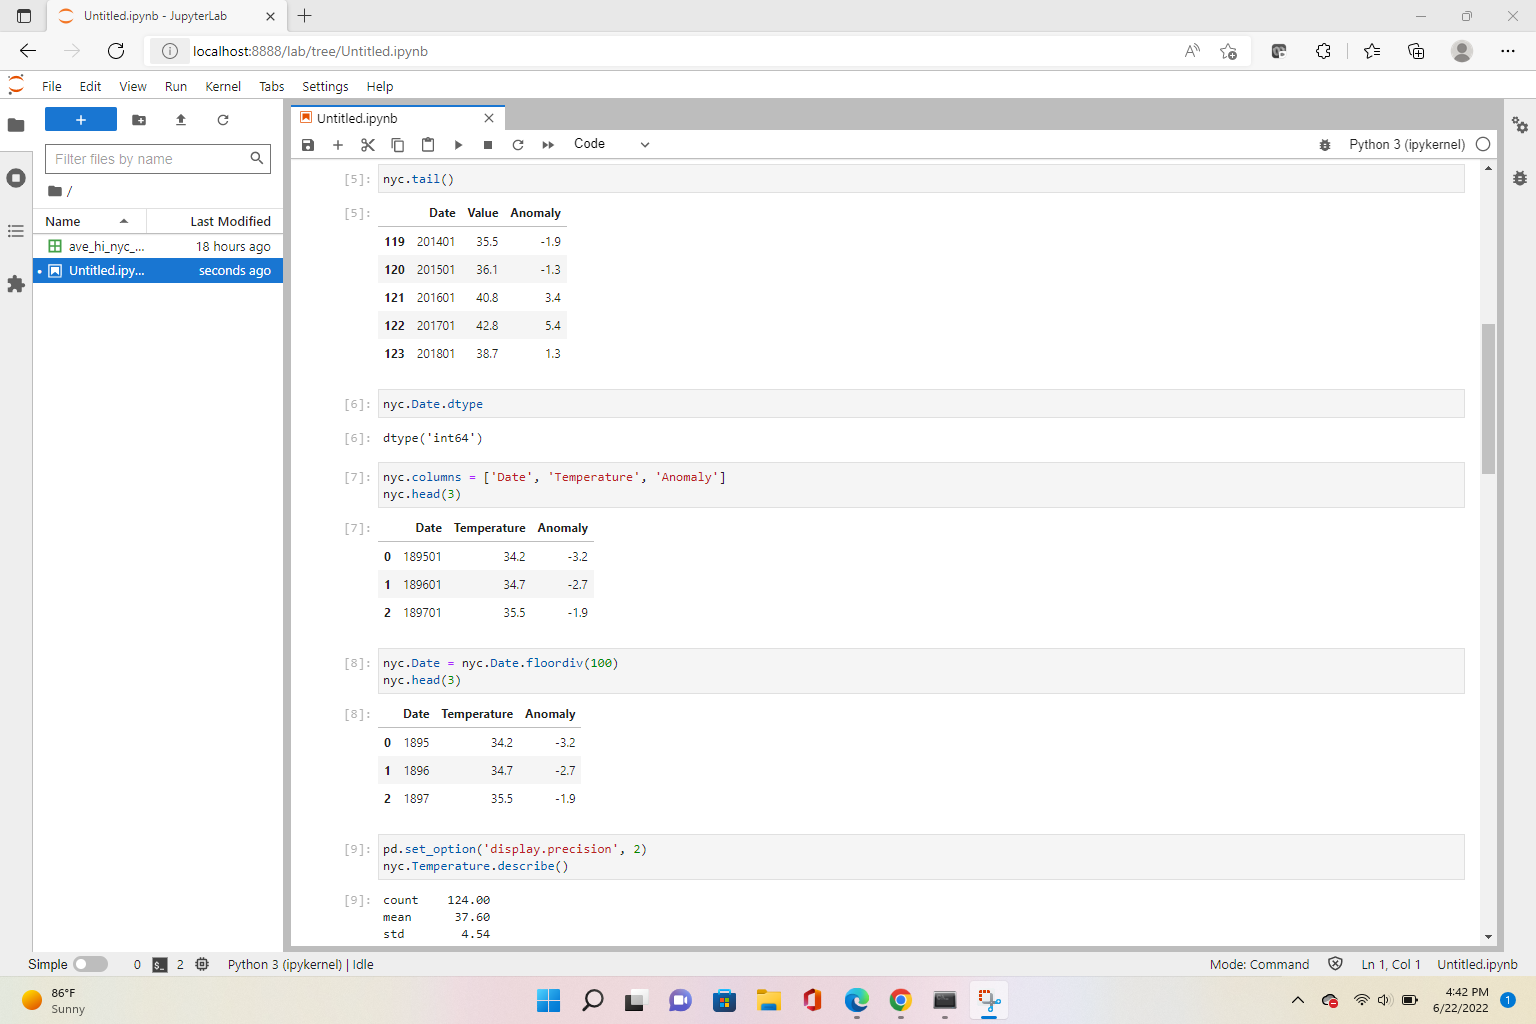 Untitled.ipynb - JupyterLab
localhost:8888/lab/tree/Untitled.ipynb
File Edit View Run Kernel Tabs Settings Help
Filter files by name
/
Name Last Modified
ave_hi_nyc_... 18 hours ago
Untitled.ipy... seconds ago
Untitled.ipynb
Code
Python 3 (ipykernel)
[5]: nyc.tail()
[5]: Date Value Anomaly
119 201401 35.5 -1.9
120 201501 36.1 -1.3
121 201601 40.8 3.4
122 201701 42.8 5.4
123 201801 38.7 1.3
[6]: nyc.Date.dtype
[6]: dtype('int64')
[7]: nyc.columns = ['Date', 'Temperature', 'Anomaly']
nyc.head(3)
[7]: Date Temperature Anomaly
0 189501 34.2 -3.2
1 189601 34.7 -2.7
2 189701 35.5 -1.9
[8]: nyc.Date = nyc.Date.floordiv(100)
nyc.head(3)
[8]: Date Temperature Anomaly
0 1895 34.2 -3.2
1 1896 34.7 -2.7
2 1897 35.5 -1.9
[9]: pd.set_option('display.precision', 2)
nyc.Temperature.describe()
[9]: count 124.00
mean 37.60
std 4.54
Simple 0 $_ 2 Python 3 (ipykernel) | Idle Mode: Command Ln 1, Col 1 Untitled.ipynb
86°F
Sunny
4:42 PM
6/22/2022
1